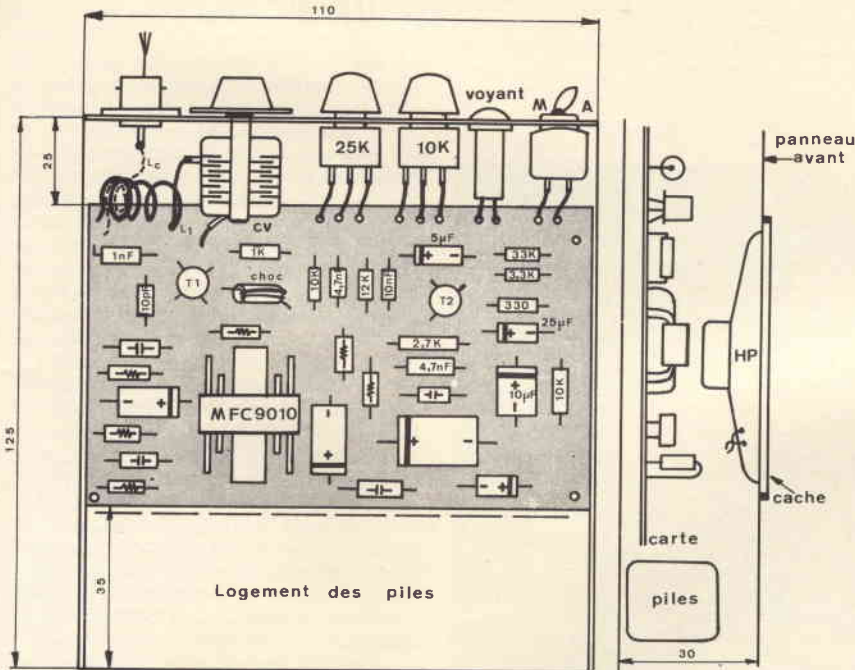 110
voyant
M A
25K
10K
panneau
avant
25
Lc
L1
cv
5µF
1nF
1K
33K
choc
T1
3,3K
10pF
10K
4,7nF
12K
10nF
T2
330
25µF
2,7K
HP
4,7nF
MFC9010
10µF
10K
125
cache
carte
35
Logement des piles
piles
30